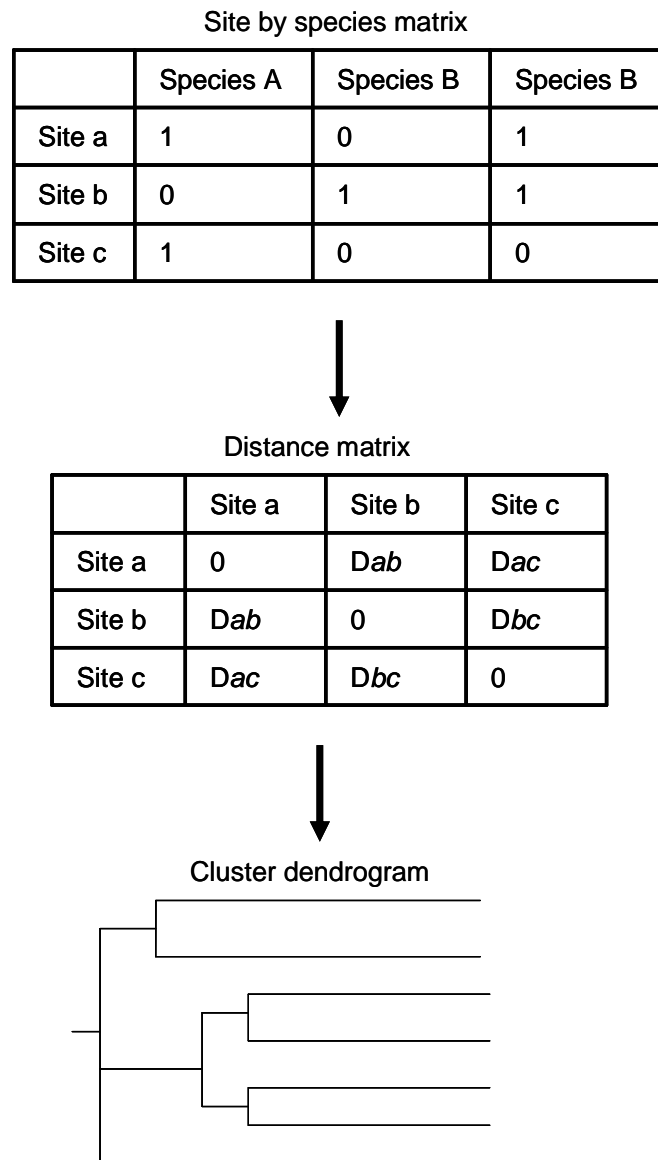 Site by species matrix
Species A Species B Species B
Site a 1 0 1
Site b 0 1 1
Site c 1 0 0
Distance matrix
Site a Site b Site c
Site a 0 Dab Dac
Site b Dab 0 Dbc
Site c Dac Dbc 0
Cluster dendrogram